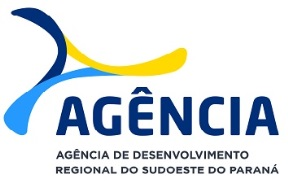 AGÊNCIA
AGÊNCIA DE DESENVOLVIMENTO
REGIONAL DO SUDOESTE DO PARANÁ